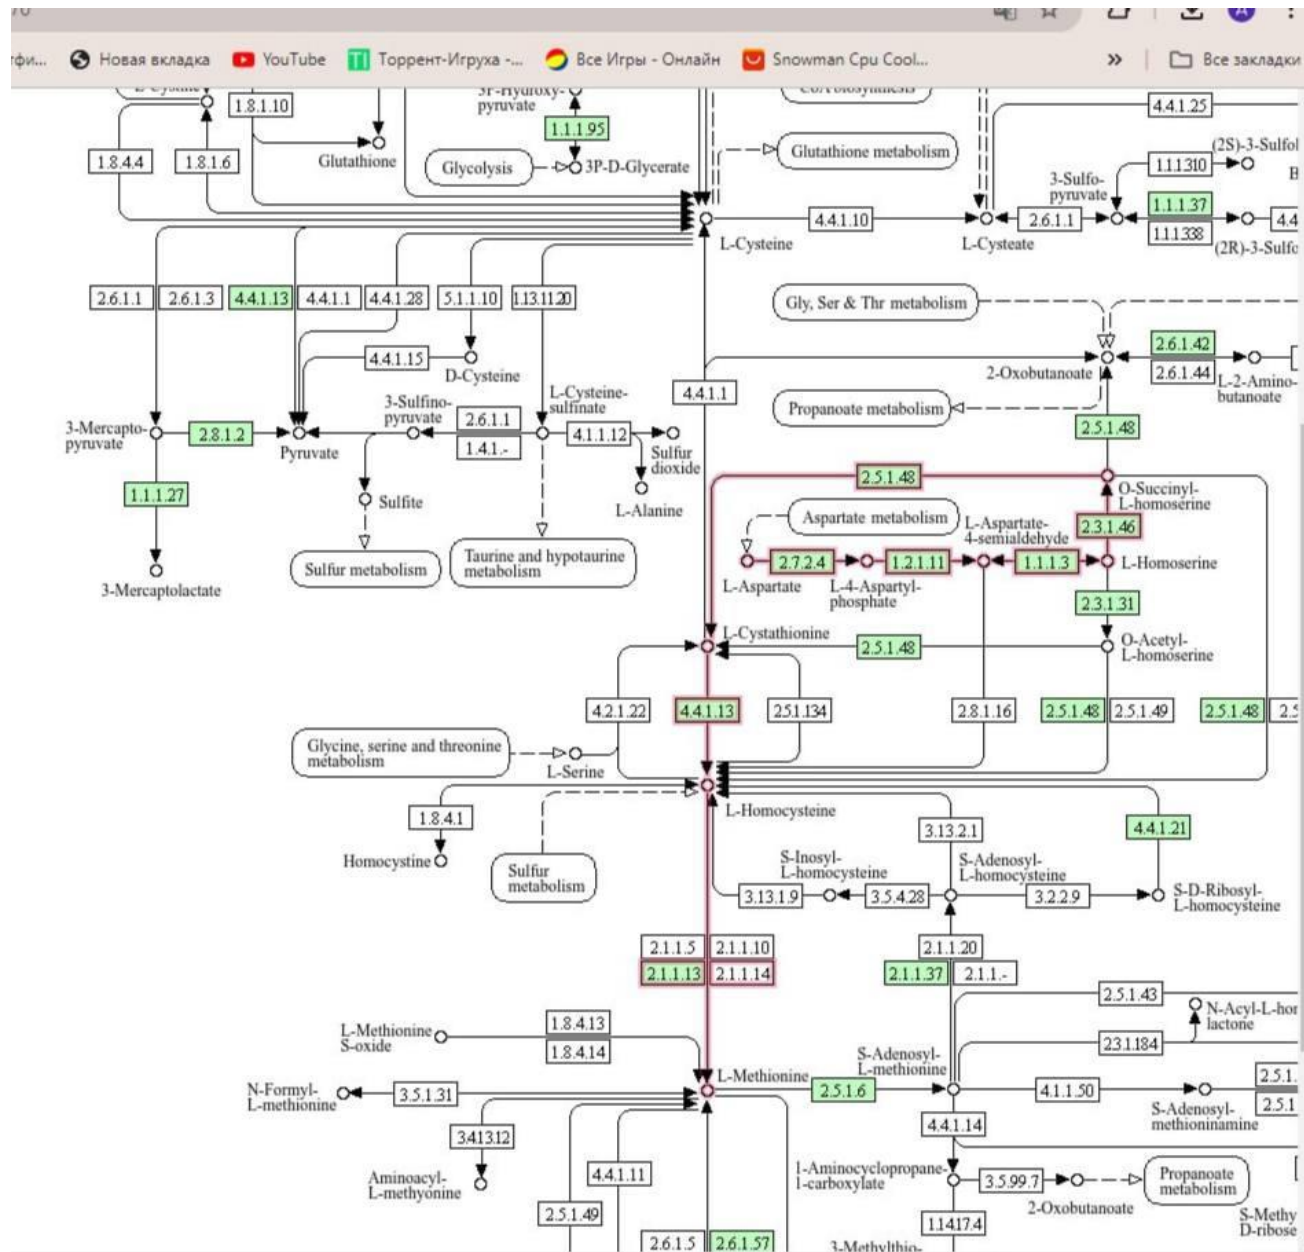 Новая вкладка
YouTube
TI
Торрент-Игруха -...
Все Игры - Онлайн
Snowman Cpu Cool...
»
Все закладки
1.8.1.10
3P-Hydroxy-
pyruvate
4.4.1.25
1.1.1.95
1.8.4.4
1.8.1.6
Glutathione
Glycolysis
3P-D-Glycerate
Glutathione metabolism
1.1.1.310
3-Sulfo-
pyruvate
1.1.1.37
L-Cysteine
4.4.1.10
L-Cysteate
2.6.1.1
1.1.1.338
2.6.1.1
2.6.1.3
4.4.1.13
4.4.1.1
4.4.1.28
5.1.1.10
1.13.11.20
Gly, Ser & Thr metabolism
4.4.1.15
D-Cysteine
2-Oxobutanoate
2.6.1.42
2.6.1.44
L-2-Amino-
butanoate
4.4.1.1
3-Mercapto-
pyruvate
2.8.1.2
Pyruvate
3-Sulfino-
pyruvate
2.6.1.1
1.4.1.-
L-Cysteine-
sulfinate
4.1.1.12
Sulfur
dioxide
Propanoate metabolism
2.5.1.48
1.1.1.27
Sulfite
L-Alanine
2.5.1.48
O-Succinyl-
L-homoserine
Aspartate metabolism
L-Aspartate-
4-semialdehyde
2.3.1.46
3-Mercaptolactate
Sulfur metabolism
Taurine and hypotaurine
metabolism
L-Aspartate
2.7.2.4
L-4-Aspartyl-
phosphate
1.2.1.11
1.1.1.3
L-Homoserine
2.3.1.31
L-Cystathionine
2.5.1.48
O-Acetyl-
L-homoserine
4.2.1.22
4.4.1.13
2.5.1.134
2.8.1.16
2.5.1.48
2.5.1.49
2.5.1.48
Glycine, serine and threonine
metabolism
L-Serine
L-Homocysteine
1.8.4.1
Homocystine
Sulfur
metabolism
3.13.2.1
4.4.1.21
S-Inosyl-
L-homocysteine
S-Adenosyl-
L-homocysteine
3.13.1.9
3.5.4.28
3.2.2.9
S-D-Ribosyl-
L-homocysteine
2.1.1.5
2.1.1.10
2.1.1.13
2.1.1.14
2.1.1.20
2.1.1.37
2.1.1.-
L-Methionine
S-oxide
1.8.4.13
1.8.4.14
2.5.1.43
N-Acyl-L-hom
lactone
2.3.1.184
S-Adenosyl-
L-methionine
N-Formyl-
L-methionine
3.5.1.31
L-Methionine
2.5.1.6
4.1.1.50
S-Adenosyl-
methioninamine
2.5.1.
2.5.1
3.4.13.12
Aminoacyl-
L-methyonine
4.4.1.11
4.4.1.14
1-Aminocyclopropane-
1-carboxylate
3.5.99.7
2-Oxobutanoate
Propanoate
metabolism
2.5.1.49
1.14.17.4
S-Methy
D-ribose
2.6.1.5
2.6.1.57
3-Methylthio-